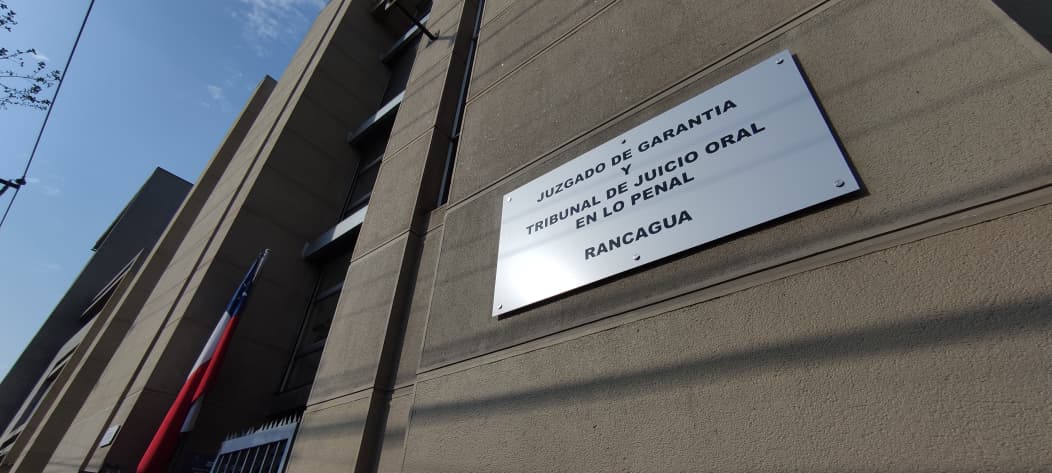 JUZGADO DE GARANTIA
Y
TRIBUNAL DE JUICIO ORAL
EN LO PENAL
RANCAGUA